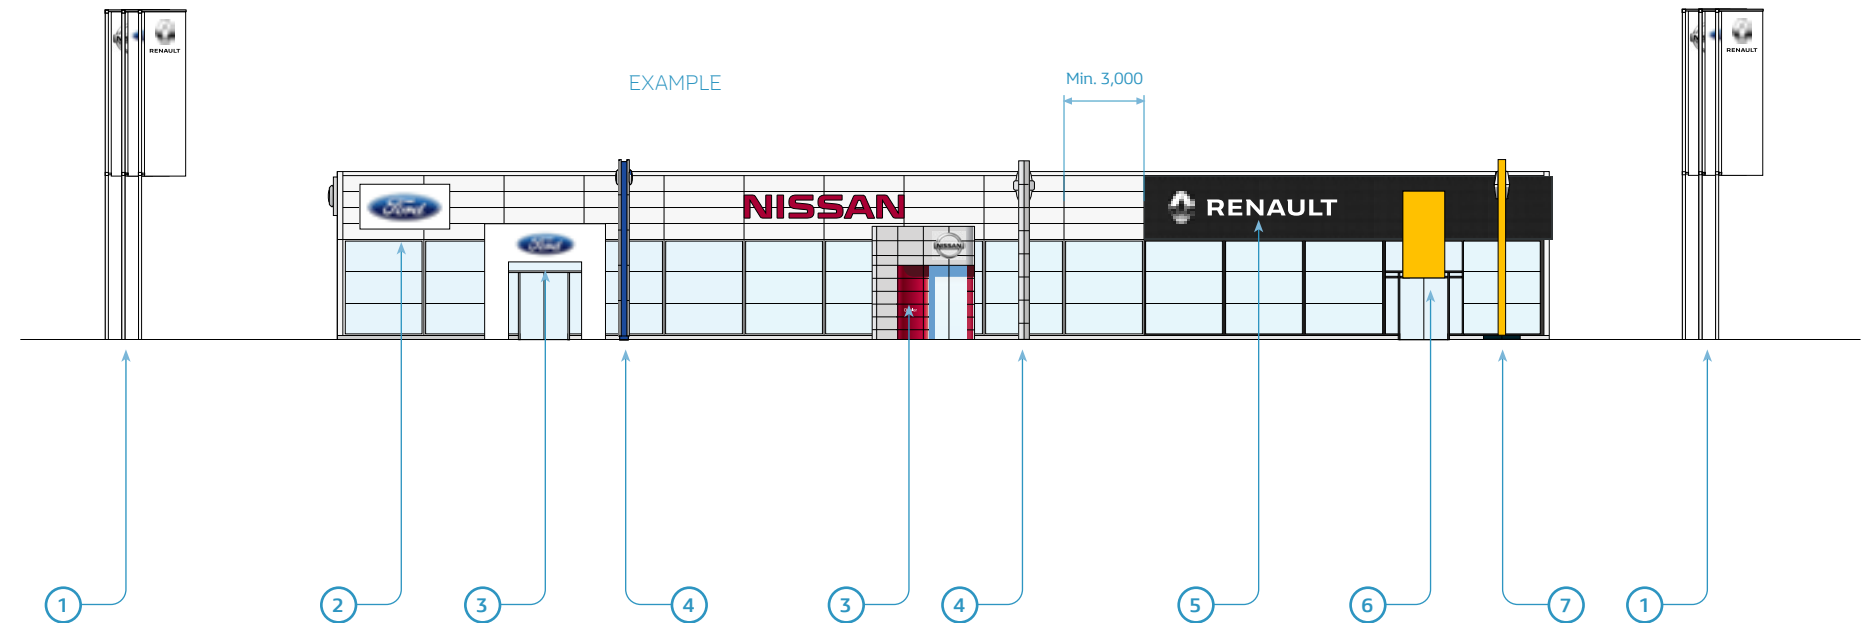 RENAULT
RENAULT
EXAMPLE
Min. 3,000
Ford
NISSAN
RENAULT
Ford
NISSAN
1
2
3
4
3
4
5
6
7
1